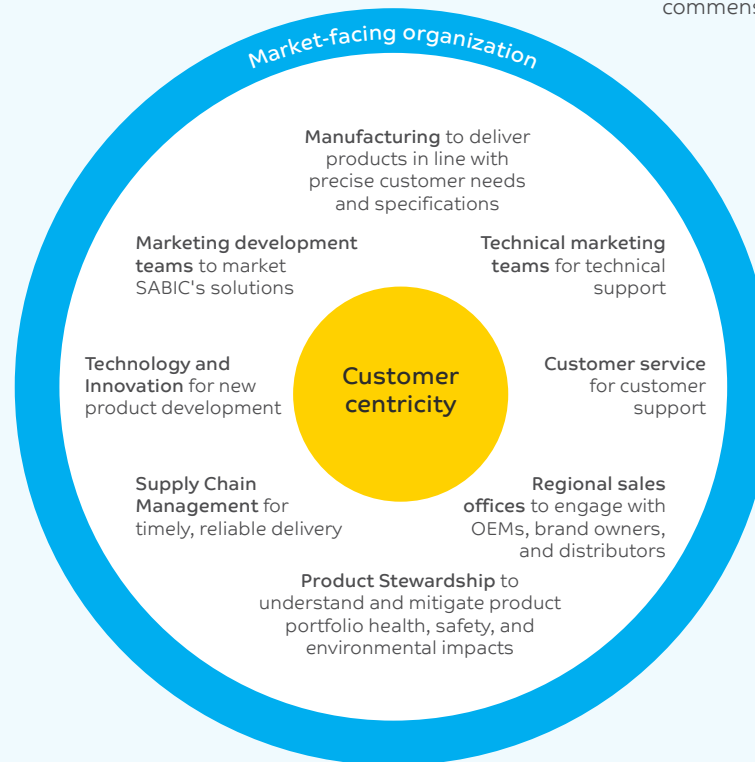 commens
Market-facing organization
Manufacturing to deliver
products in line with
precise customer needs
and specifications
Marketing development
teams to market
SABIC's solutions
Technical marketing
teams for technical
support
Technology and
Innovation for new
product development
Customer
centricity
Customer service
for customer
support
Supply Chain
Management for
timely, reliable delivery
Regional sales
offices to engage with
OEMs, brand owners,
and distributors
Product Stewardship to
understand and mitigate product
portfolio health, safety, and
environmental impacts